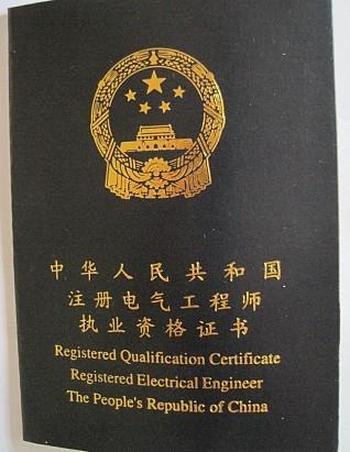 中华人民共和国
注册电气工程师
执业资格证书
Registered Qualification Certificate
Registered Electrical Engineer
The People's Republic of China